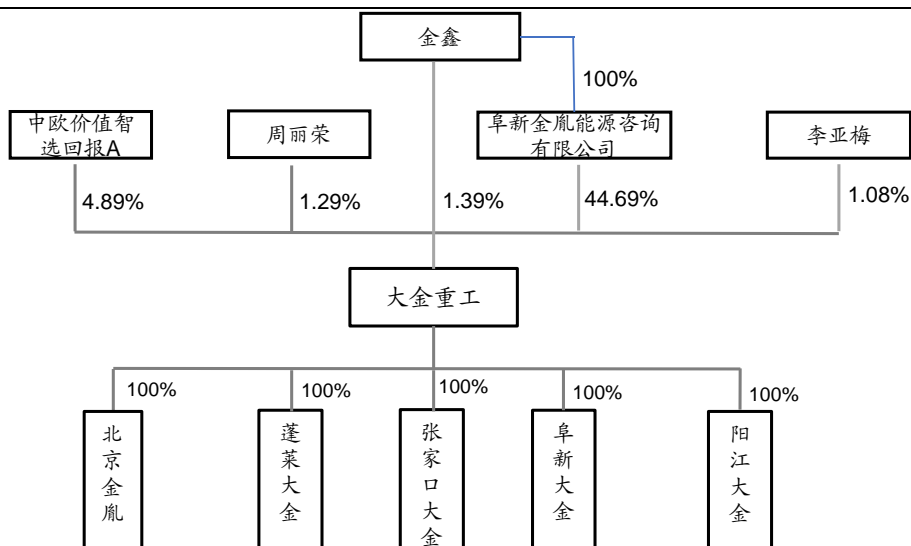 金鑫
100%
中欧价值智
选回报A
周丽荣
阜新金胤能源咨询
有限公司
李亚梅
4.89%
1.29%
1.39%
44.69%
1.08%
大金重工
100%
100%
100%
100%
100%
北京金胤
蓬莱大金
张家口大金
阜新大金
阳江大金